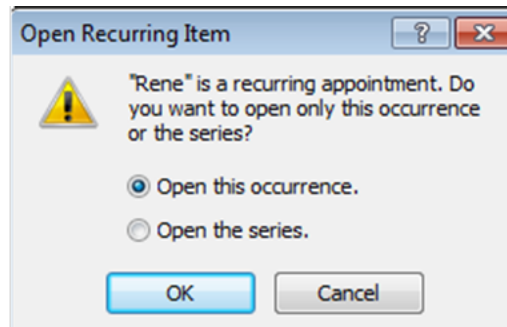 Open Recurring Item
"Rene" is a recurring appointment. Do
you want to open only this occurrence
or the series?
Open this occurrence.
Open the series.
OK
Cancel